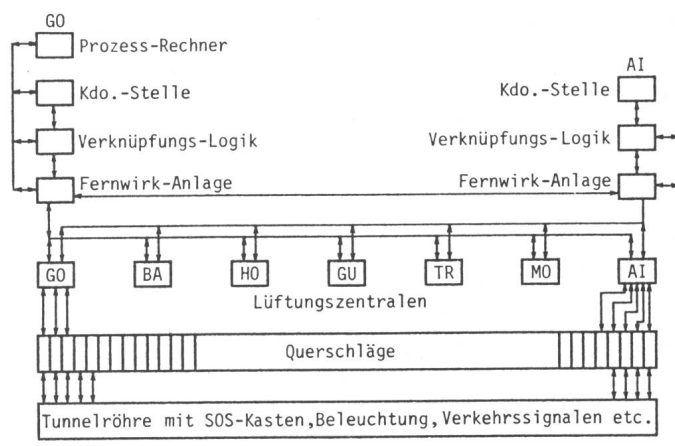 GO
Prozess-Rechner
AI
Kdo.-Stelle Kdo.-Stelle
Verknüpfungs-Logik Verknüpfungs-Logik
Fernwirk-Anlage Fernwirk-Anlage
GO BA HO GU TR MO AI
Lüftungszentralen
Querschläge
Tunnelröhre mit SOS-Kasten,Beleuchtung,Verkehrssignalen etc.